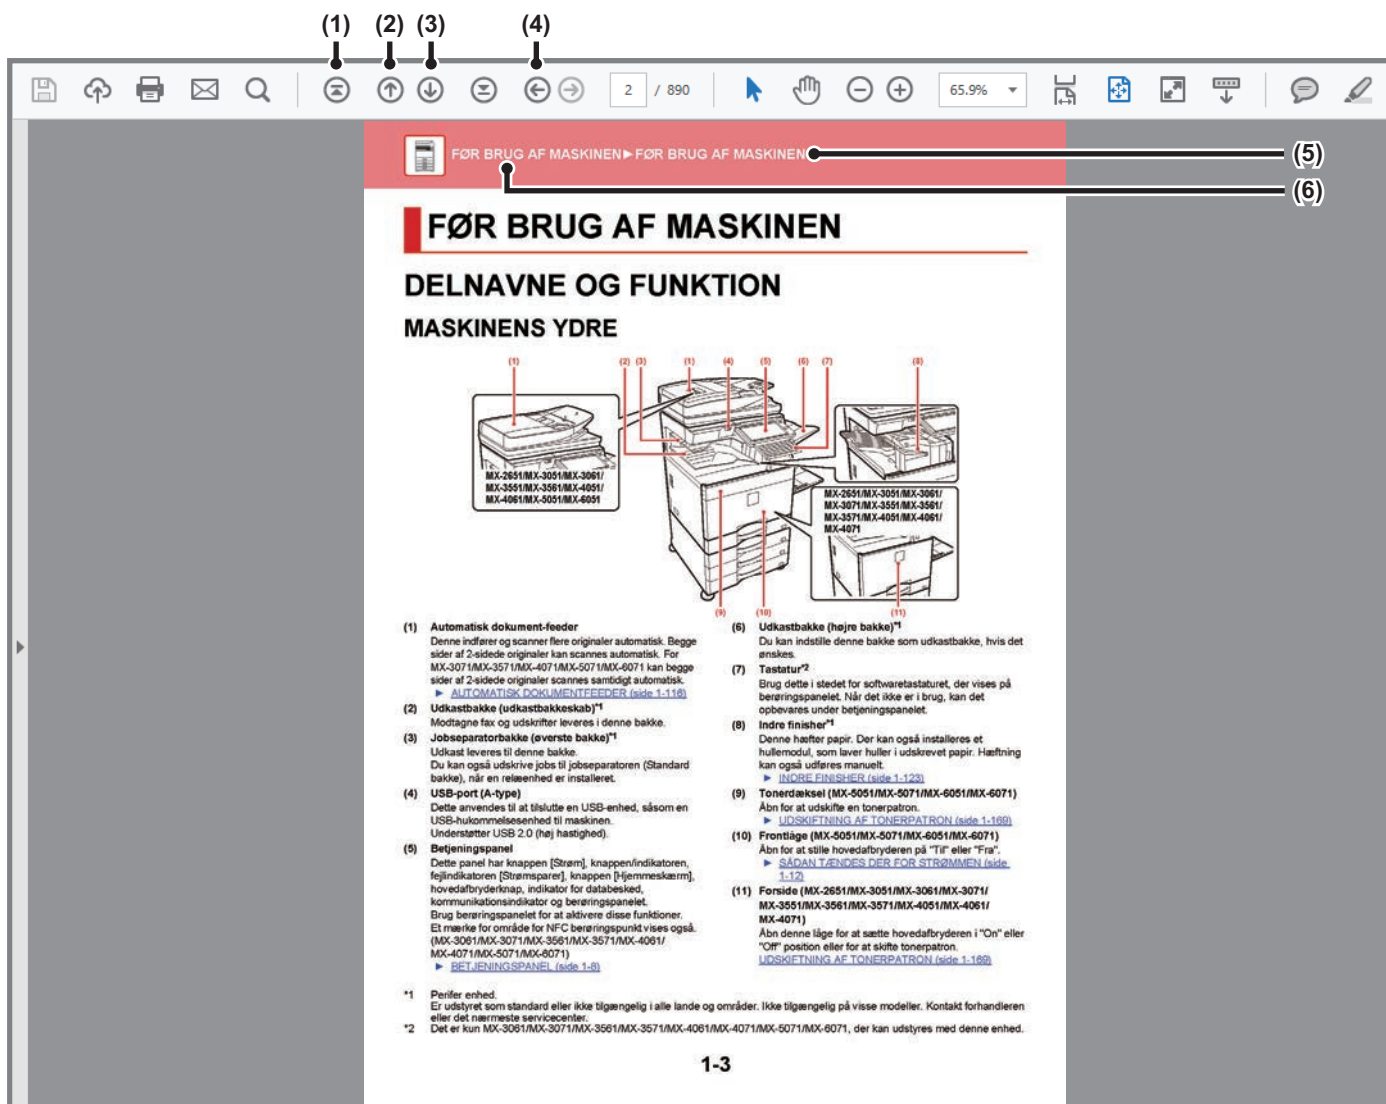 (1) (2) (3) (4)
2 / 890 65.9%
FØR BRUG AF MASKINEN►FØR BRUG AF MASKINEN
(5)
(6)
FØR BRUG AF MASKINEN
DELNAVNE OG FUNKTION
MASKINENS YDRE
(1) (2) (3) (1) (4) (5) (6) (7) (8)
MX-2651/MX-3051/MX-3061/
MX-3551/MX-3561/MX-4051/
MX-4061/MX-5051/MX-6051
MX-2651/MX-3051/MX-3061/
MX-3071/MX-3551/MX-3561/
MX-3571/MX-4051/MX-4061/
MX-4071
(9) (10) (11)
(1) Automatisk dokument-feeder
Denne indfører og scanner flere originaler automatisk. Begge
sider af 2-sidede originaler kan scannes automatisk. For
MX-3071/MX-3571/MX-4071/MX-5071/MX-6071 kan begge
sider af 2-sidede originaler scannes samtidigt automatisk.
► AUTOMATISK DOKUMENTFEEDER (side 1-116)
(2) Udkastbakke (udkastbakkeskab)*1
Modtagne fax og udskrifter leveres i denne bakke.
(3) Jobseparatorbakke (øverste bakke)*1
Udkast leveres til denne bakke.
Du kan også udskrive jobs til jobseparatoren (Standard
bakke), når en relæenhed er installeret.
(4) USB-port (A-type)
Dette anvendes til at tilslutte en USB-enhed, såsom en
USB-hukommelsesenhed til maskinen.
Understøtter USB 2.0 (høj hastighed).
(5) Betjeningspanel
Dette panel har knappen [Strøm], knappen/indikatoren,
fejlindikatoren [Strømsparer], knappen [Hjemmeskærm],
hovedafbryderknap, indikator for databesked,
kommunikationsindikator og berøringspanelet.
Brug berøringspanelet for at aktivere disse funktioner.
Et mærke for område for NFC berøringspunkt vises også.
(MX-3061/MX-3071/MX-3561/MX-3571/MX-4061/
MX-4071/MX-5071/MX-6071)
► BETJENINGSPANEL (side 1-8)
(6) Udkastbakke (højre bakke)*1
Du kan indstille denne bakke som udkastbakke, hvis det
ønskes.
(7) Tastatur*2
Brug dette i stedet for softwaretastaturet, der vises på
berøringspanelet. Når det ikke er i brug, kan det
opbevares under betjeningspanelet.
(8) Indre finisher*1
Denne hæfter papir. Der kan også installeres et
hullemodul, som laver huller i udskrevet papir. Hæftning
kan også udføres manuelt.
► INDRE FINISHER (side 1-123)
(9) Tonerdæksel (MX-5051/MX-5071/MX-6051/MX-6071)
Åbn for at udskifte en tonerpatron.
► UDSKIFTNING AF TONERPATRON (side 1-169)
(10) Frontlåge (MX-5051/MX-5071/MX-6051/MX-6071)
Åbn for at stille hovedafbryderen på "Til" eller "Fra".
► SÅDAN TÆNDES DER FOR STRØMMEN (side
1-12)
(11) Forside (MX-2651/MX-3051/MX-3061/MX-3071/
MX-3551/MX-3561/MX-3571/MX-4051/MX-4061/
MX-4071)
Åbn denne låge for at sætte hovedafbryderen i "On" eller
"Off" position eller for at skifte tonerpatron.
UDSKIFTNING AF TONERPATRON (side 1-169)
*1 Perifer enhed.
Er udstyret som standard eller ikke tilgængelig i alle lande og områder. Ikke tilgængelig på visse modeller. Kontakt forhandleren
eller det nærmeste servicecenter.
*2 Det er kun MX-3061/MX-3071/MX-3561/MX-3571/MX-4061/MX-4071/MX-5071/MX-6071, der kan udstyres med denne enhed.
1-3